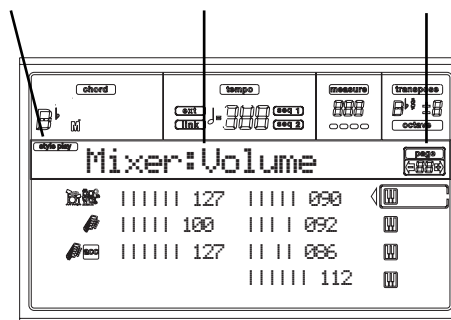 chord tempo measure transpose
ext seq 1
link seq 2
octave
style play page
Mixer:Volume
127 090
100 092
acc 127 086
112